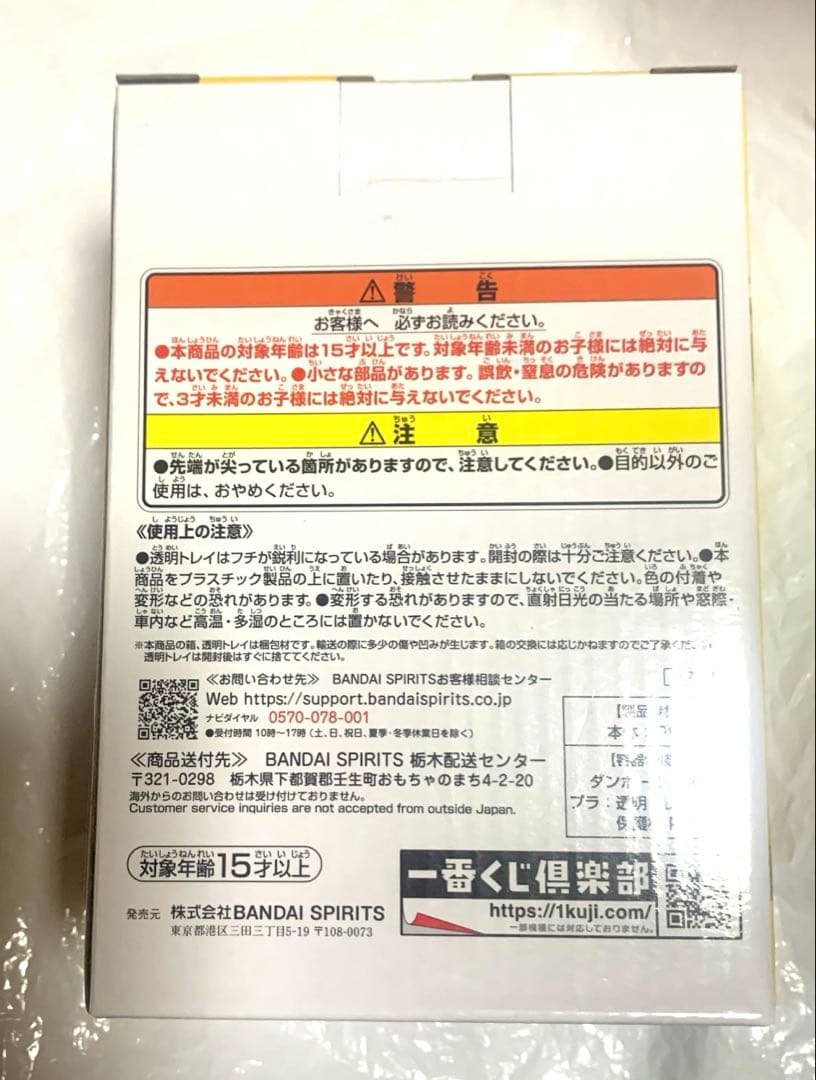 ⚠警告
お客様へ 必ずお読みください。
●本商品の対象年齢は15才以上です。対象年齢未満のお子様には絶対に与
えないでください。●小さな部品があります。誤飲・窒息の危険がありますの
で、3才未満のお子様には絶対に与えないでください。
⚠注意
●先端が尖っている箇所がありますので、注意してください。●目的以外のご
使用は、おやめください。
《使用上の注意》
●透明トレイはフチが鋭利になっている場合があります。開封の際は十分ご注意ください。●本
商品をプラスチック製品の上に置いたり、接触させたままにしないでください。色の付着や
変形などの恐れがあります。●変形する恐れがありますので、直射日光の当たる場所や窓際・
車内など高温・多湿のところには置かないでください。
※本商品の箱、透明トレイは梱包材です。輸送の際に多少の傷や凹みが生じます。箱の交換には応じかねますのでご了承くだ
透明トレイは開封後はすぐに捨ててください。
《お問い合わせ先》 BANDAI SPIRITSお客様相談センター
Web https://support.bandaispirits.co.jp
ナビダイヤル 0570-078-001
●受付時間 10時~17時(土、日、祝日、夏季・冬季休業日を除く)
《商品送付先》 BANDAI SPIRITS 栃木配送センター
〒321-0298 栃木県下都賀郡壬生町おもちゃのまち4-2-20
海外からのお問い合わせは受け付けておりません。
Customer service inquiries are not accepted from outside Japan.
ダンボー
プラ:透明
対象年齢15才以上
発売元 株式会社BANDAI SPIRITS
東京都港区三田三丁目5-19 〒108-0073
一番くじ倶楽部
https://1kuji.com/
一部機種には対応しておりません。